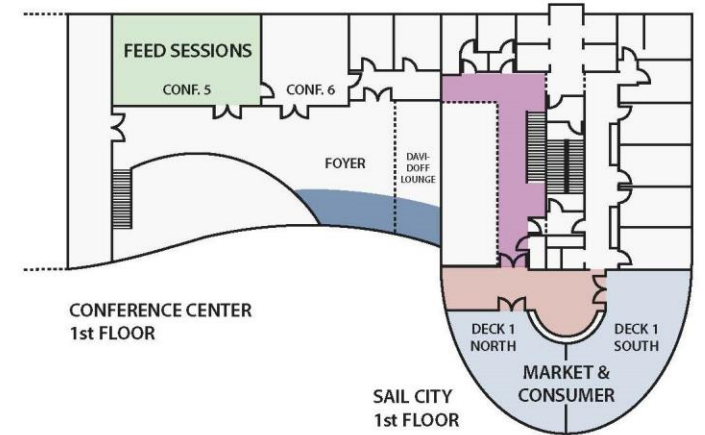 FEED SESSIONS
CONF. 5
CONF. 6
FOYER
DAVI-
DOFF
LOUNGE
CONFERENCE CENTER
1st FLOOR
DECK 1
NORTH
DECK 1
SOUTH
MARKET &
CONSUMER
SAIL CITY
1st FLOOR